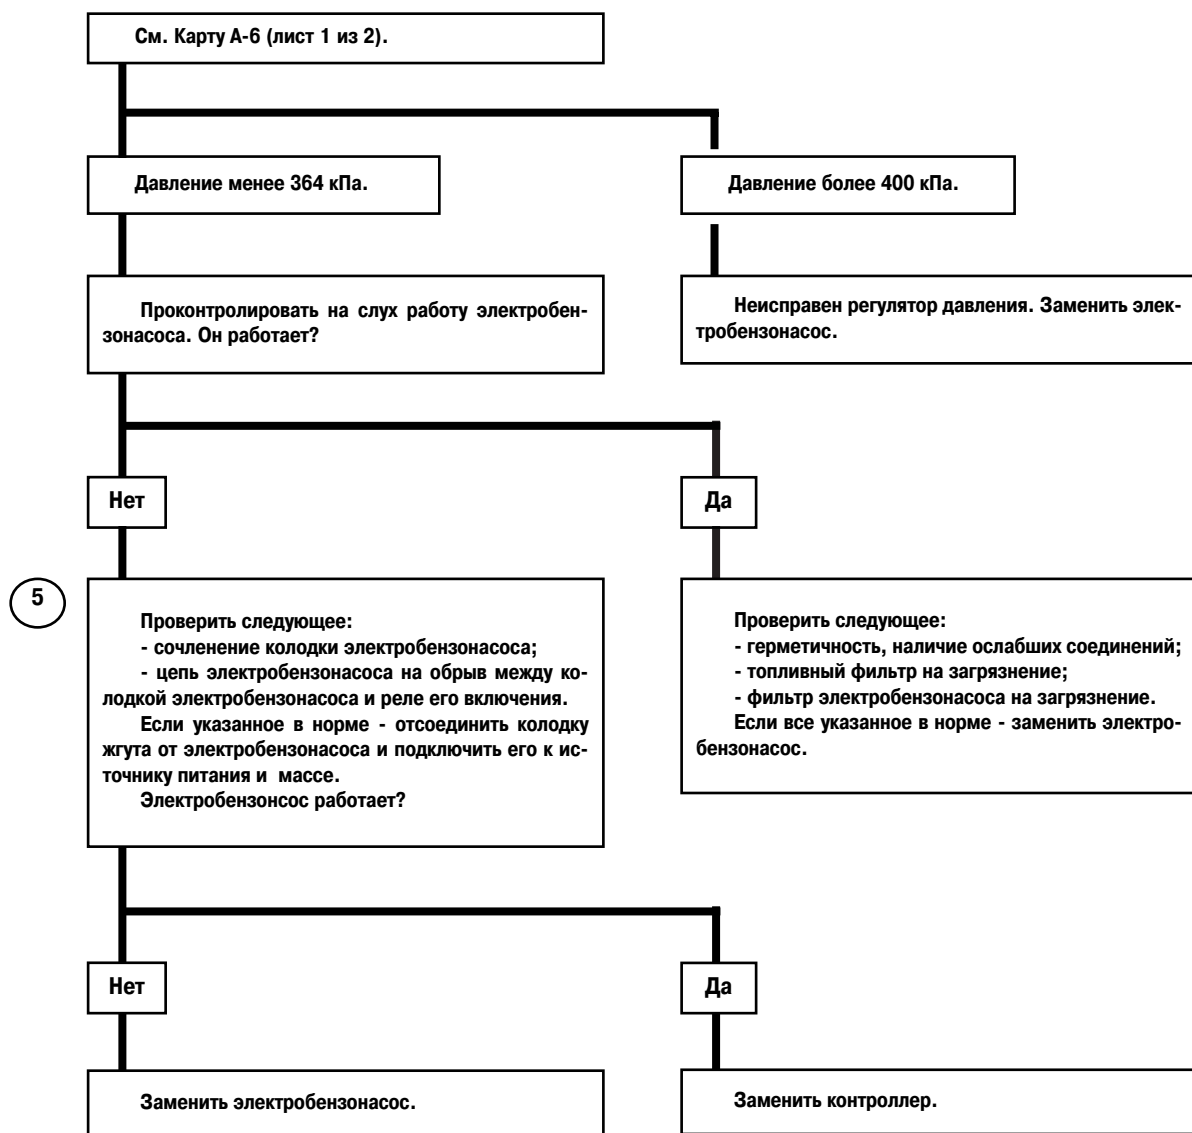 См. Карту А-6 (лист 1 из 2).
Давление менее 364 кПа.
Давление более 400 кПа.
Проконтролировать на слух работу электробен-
зонасоса. Он работает?
Неисправен регулятор давления. Заменить элек-
тробензонасос.
Нет
Да
5
Проверить следующее:
- сочленение колодки электробензонасоса;
- цепь электробензонасоса на обрыв между ко-
лодкой электробензонасоса и реле его включения.
Если указанное в норме - отсоединить колодку
жгута от электробензонасоса и подключить его к ис-
точнику питания и массе.
Электробензонсос работает?
Проверить следующее:
- герметичность, наличие ослабших соединений;
- топливный фильтр на загрязнение;
- фильтр электробензонасоса на загрязнение.
Если все указанное в норме - заменить электро-
бензонасос.
Нет
Да
Заменить электробензонасос.
Заменить контроллер.